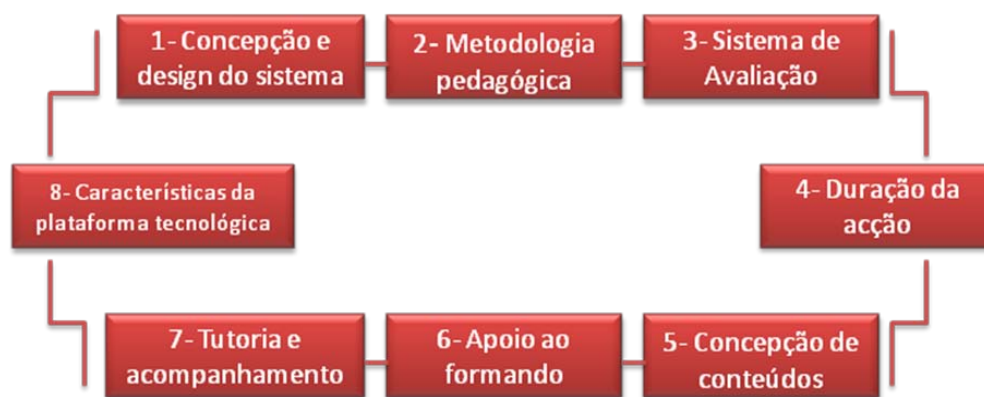 1- Concepção e
design do sistema
2- Metodologia
pedagógica
3- Sistema de
Avaliação
4- Duração da
acção
5- Concepção de
conteúdos
6- Apoio ao
formando
7- Tutoria e
acompanhamento
8- Características da
plataforma tecnológica